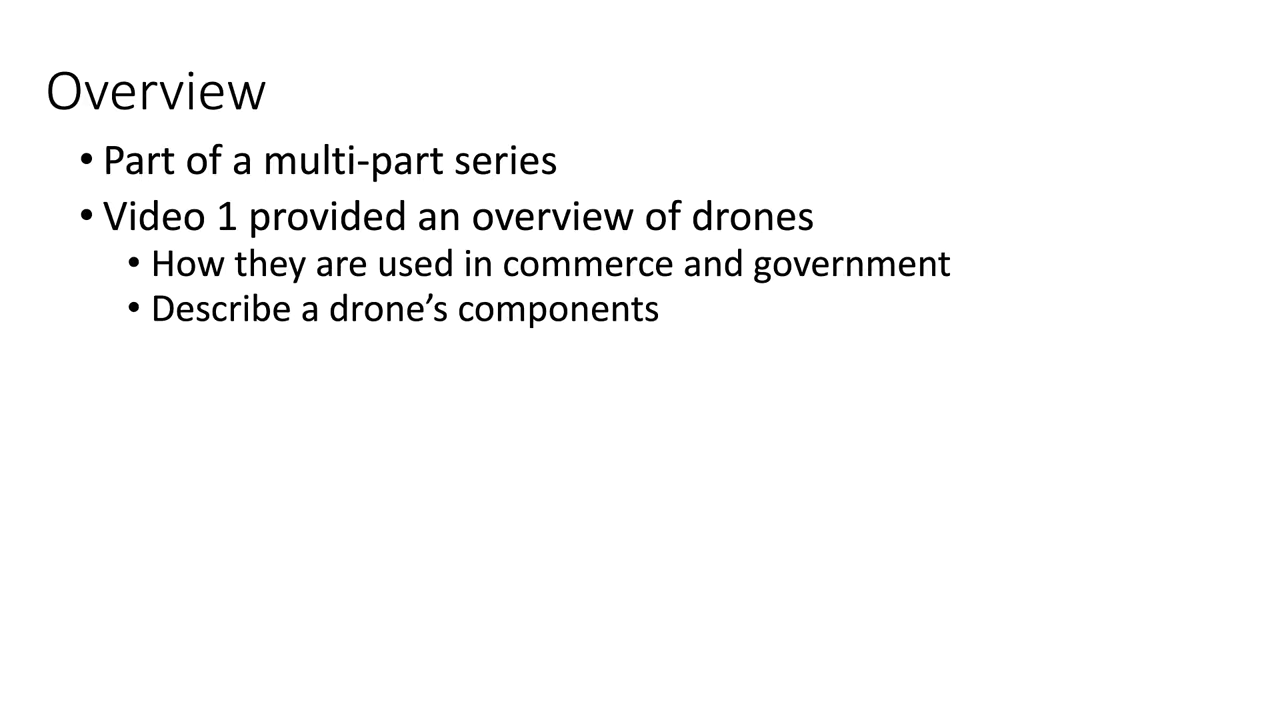 Overview
• Part of a multi-part series
• Video 1 provided an overview of drones
• How they are used in commerce and government
• Describe a drone’s components